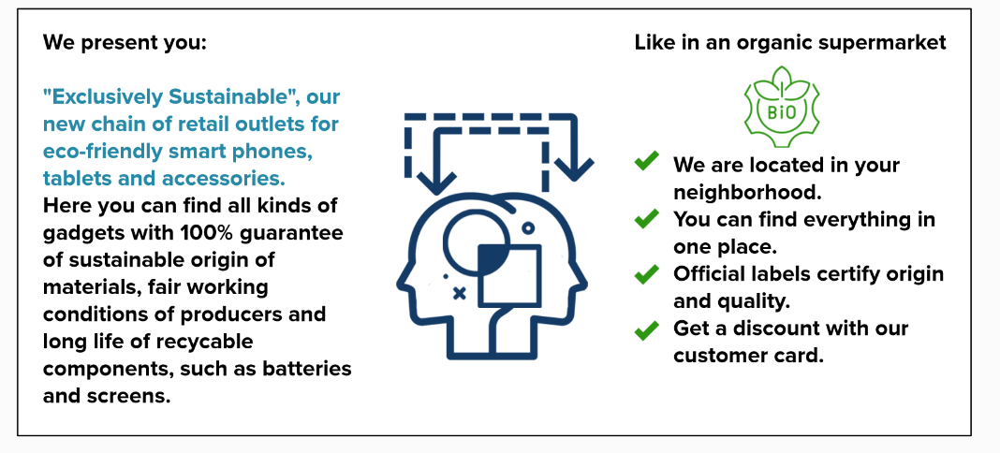 We present you:
"Exclusively Sustainable", our
new chain of retail outlets for
eco-friendly smart phones,
tablets and accessories.
Here you can find all kinds of
gadgets with 100% guarantee
of sustainable origin of
materials, fair working
conditions of producers and
long life of recycable
components, such as batteries
and screens.
Like in an organic supermarket
BiO
We are located in your
neighborhood.
You can find everything in
one place.
Official labels certify origin
and quality.
Get a discount with our
customer card.